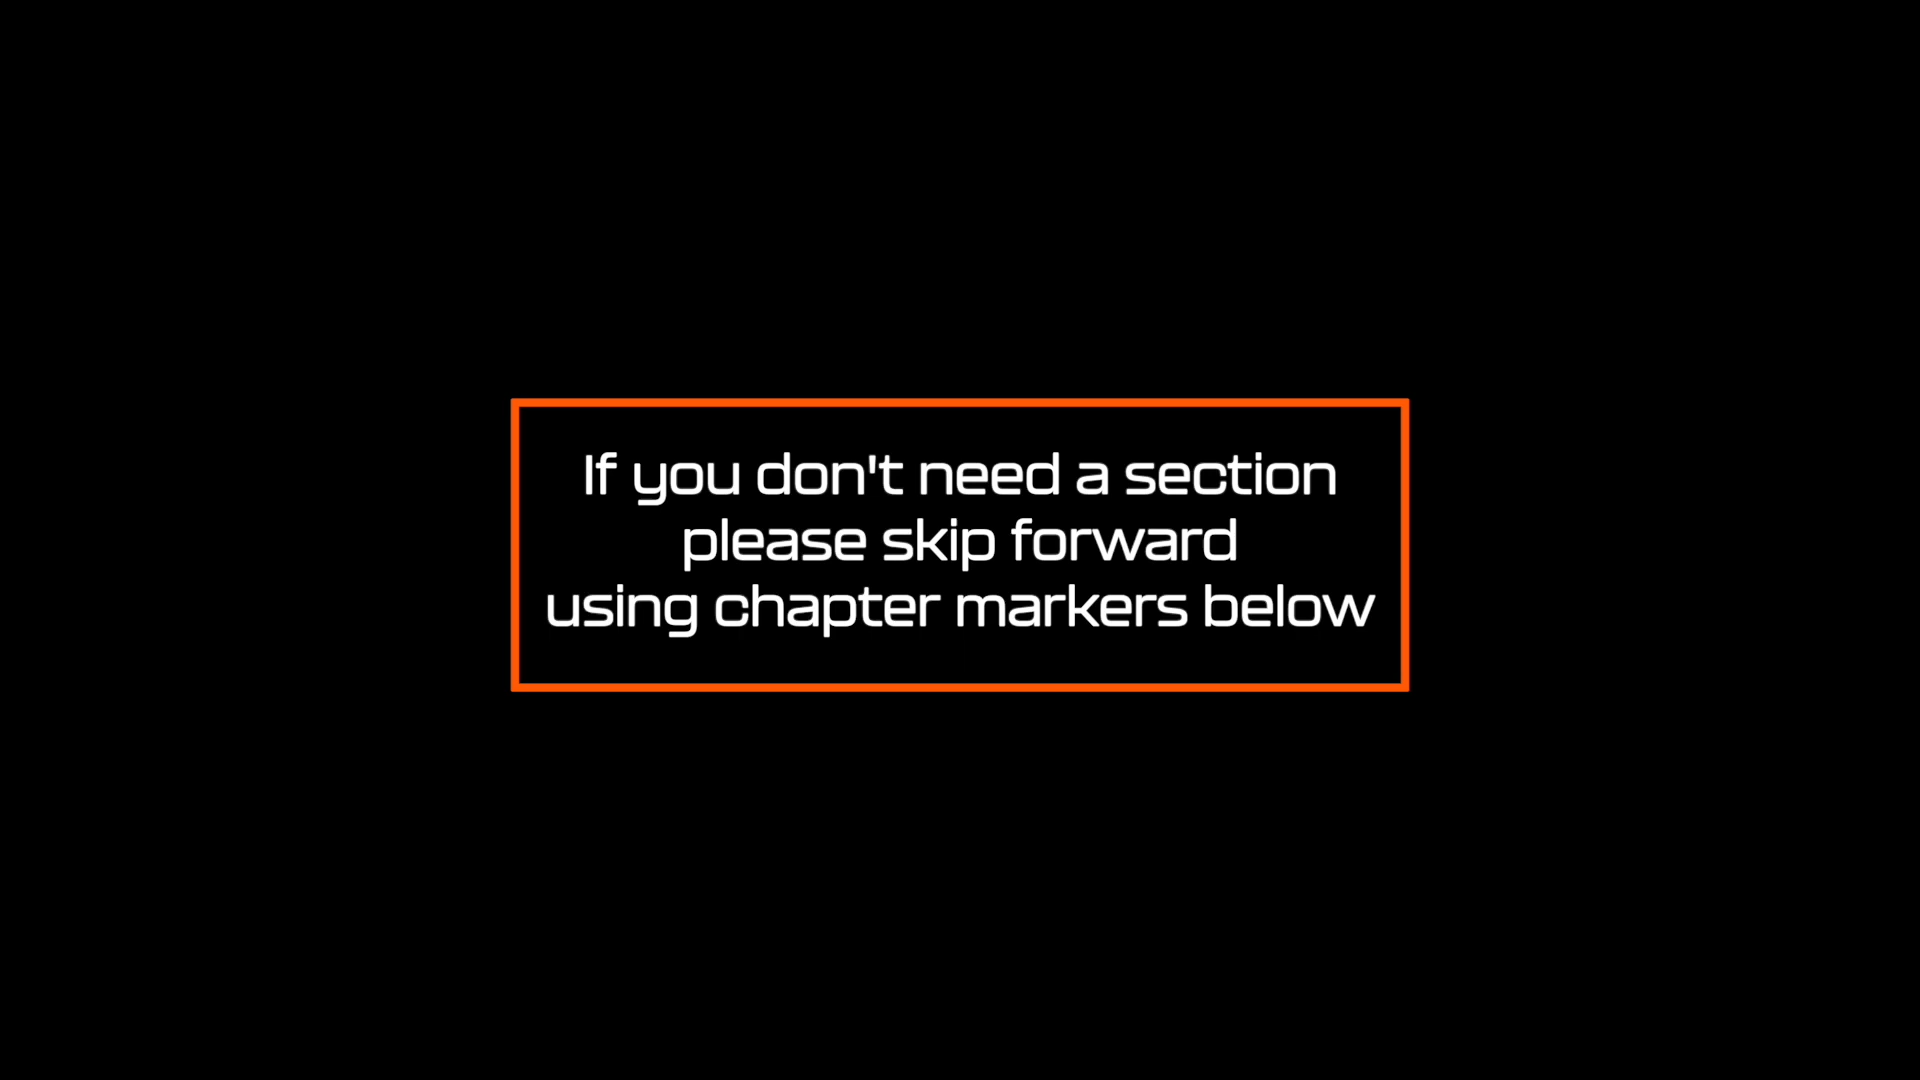 If you don't need a section
please skip forward
using chapter markers below